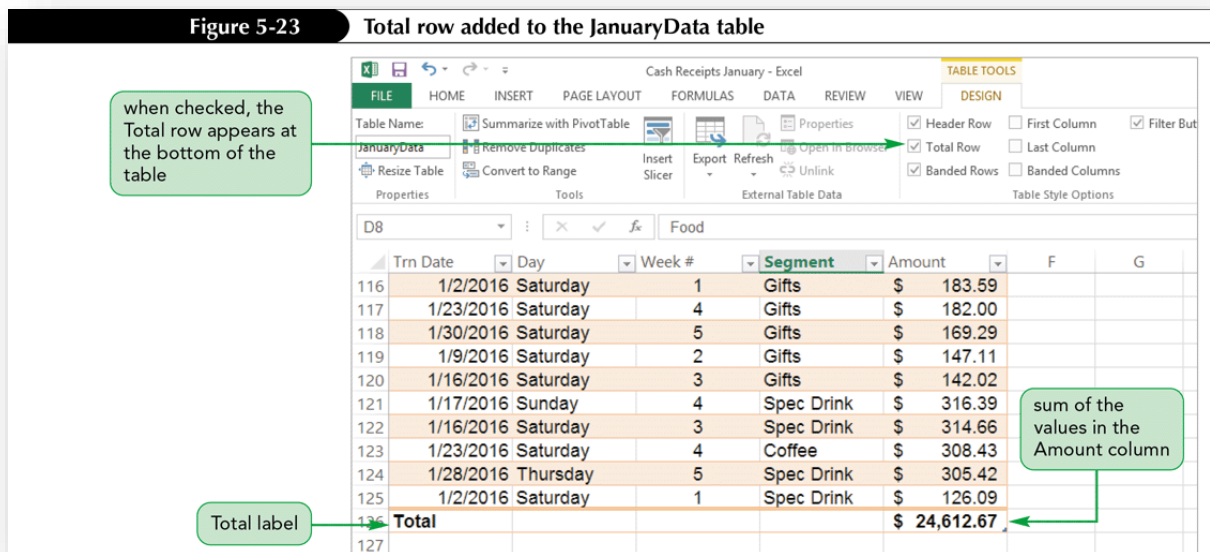 Figure 5-23 Total row added to the JanuaryData table
Cash Receipts January - Excel TABLE TOOLS
FILE HOME INSERT PAGE LAYOUT FORMULAS DATA REVIEW VIEW DESIGN
when checked, the
Total row appears at
the bottom of the
table
Table Name: Summarize with PivotTable Properties Header Row First Column Filter But
JanuaryData Remove Duplicates Insert Export Refresh Open in Browser Total Row Last Column
Resize Table Convert to Range Slicer Unlink Banded Rows Banded Columns
Properties Tools External Table Data Table Style Options
D8 fx Food
Trn Date Day Week # Segment Amount F G
116 1/2/2016 Saturday 1 Gifts $ 183.59
117 1/23/2016 Saturday 4 Gifts $ 182.00
118 1/30/2016 Saturday 5 Gifts $ 169.29
119 1/9/2016 Saturday 2 Gifts $ 147.11
120 1/16/2016 Saturday 3 Gifts $ 142.02
121 1/17/2016 Sunday 4 Spec Drink $ 316.39
122 1/16/2016 Saturday 3 Spec Drink $ 314.66
123 1/23/2016 Saturday 4 Coffee $ 308.43
124 1/28/2016 Thursday 5 Spec Drink $ 305.42
125 1/2/2016 Saturday 1 Spec Drink $ 126.09
sum of the
values in the
Amount column
Total label
Total $ 24,612.67
127